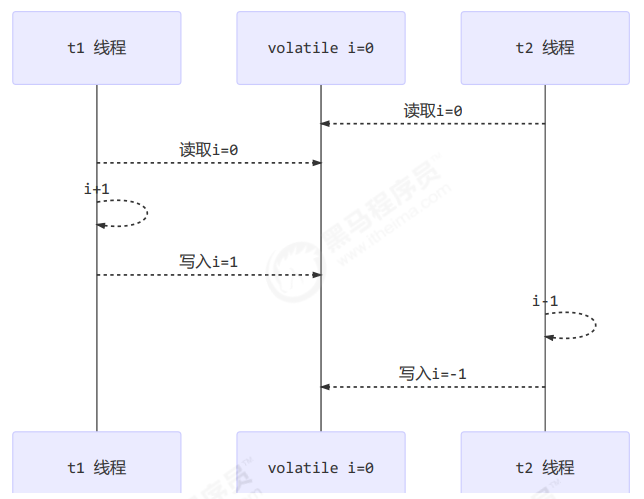 t1 线程
volatile i=0
t2 线程
读取i=0
读取i=0
i+1
写入i=1
i-1
写入i=-1
黑马程序员™
www.itheima.com
t1 线程
volatile i=0
t2 线程